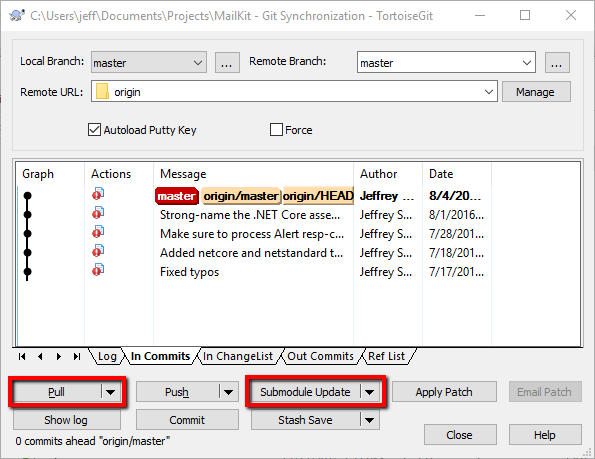 C:\Users\jeff\Documents\Projects\MailKit - Git Synchronization - TortoiseGit
Local Branch: master ... Remote Branch: master ...
Remote URL: origin Manage
Autoload Putty Key Force
Graph Actions Message Author Date
master origin/master origin/HEAD Jeffrey ... 8/4/20...
Strong-name the .NET Core asse... Jeffrey S... 8/1/2016...
Make sure to process Alert resp-c... Jeffrey S... 7/28/201...
Added netcore and netstandard t... Jeffrey S... 7/18/201...
Fixed typos Jeffrey S... 7/17/201...
Log In Commits In ChangeList Out Commits Ref List
Pull Push Submodule Update Apply Patch Email Patch
Show log Commit Stash Save
0 commits ahead "origin/master"
Close Help